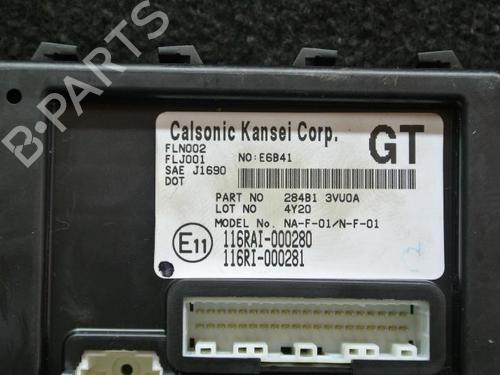 B-PARTS
Calsonic Kansei Corp.
GT
FLN002
FLJ001 NO:E6B41
SAE J1690
DOT
PART NO 284B1 3VU0A
LOT NO 4Y20
MODEL No. NA-F-01/N-F-01
E11 116RAI-000280
116RI-000281